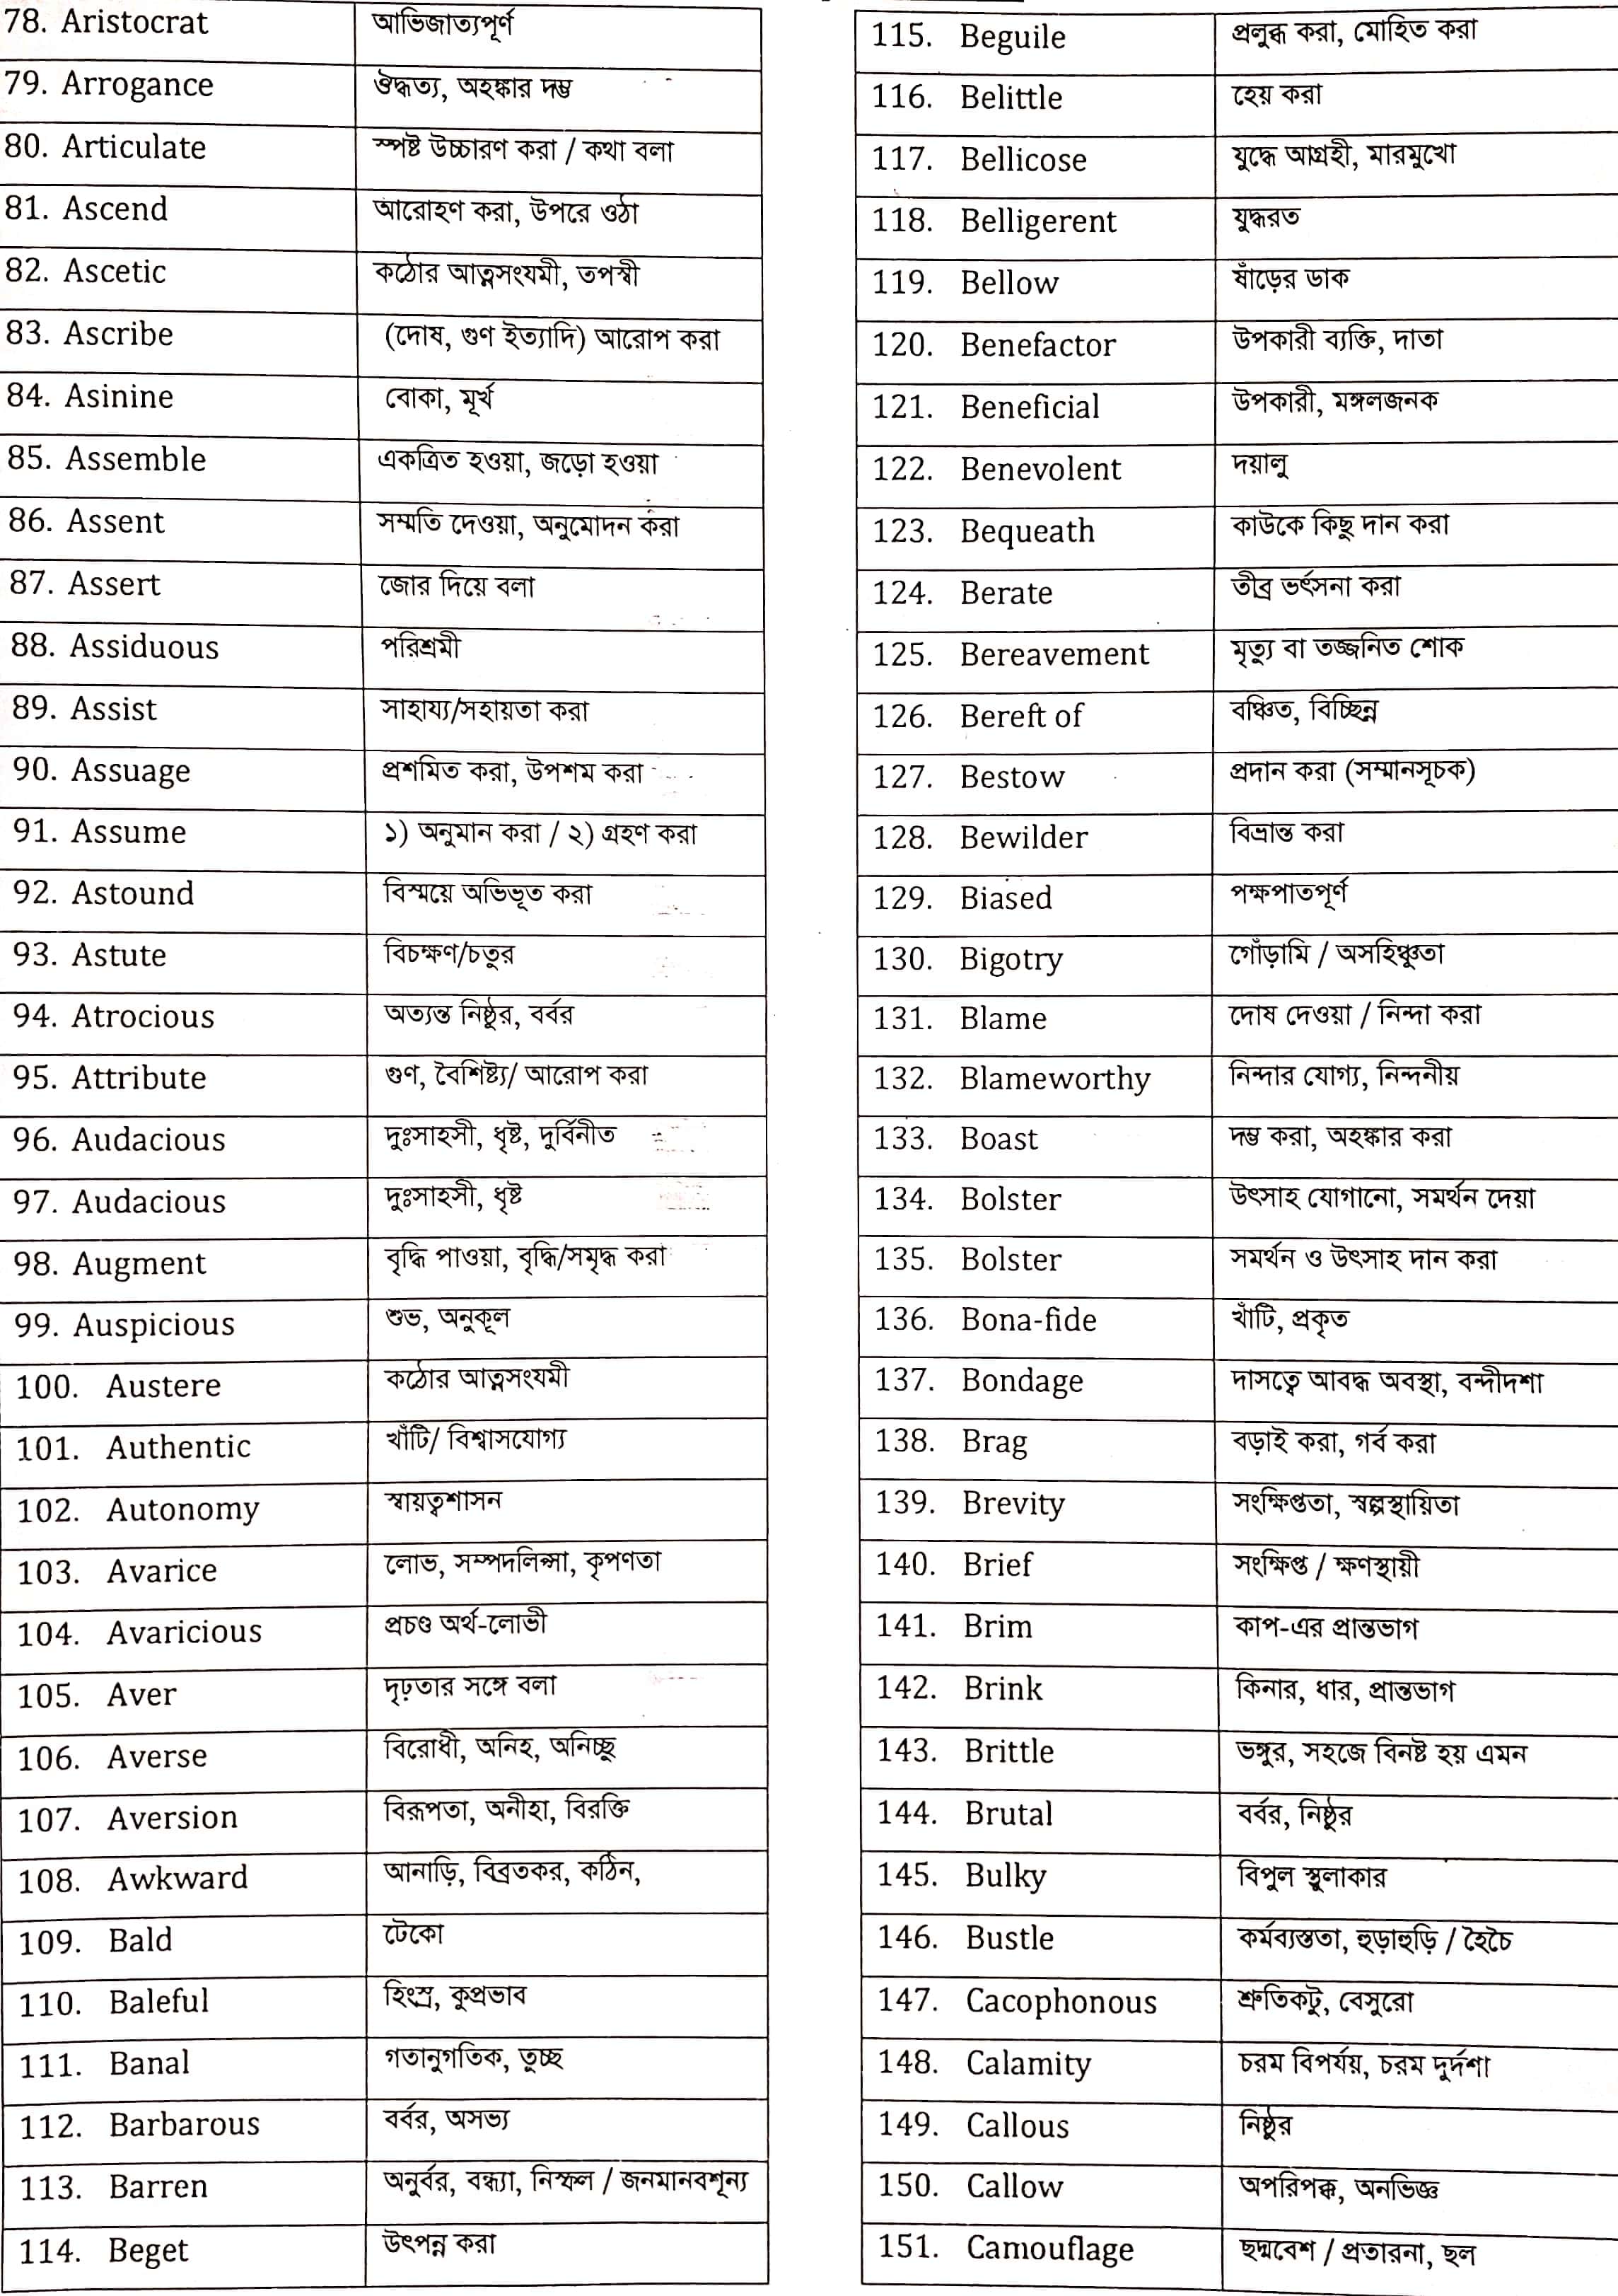 78. Aristocrat আভিজাত্যপূর্ণ
79. Arrogance ঔদ্ধত্য, অহঙ্কার দম্ভ
80. Articulate স্পষ্ট উচ্চারণ করা / কথা বলা
81. Ascend আরোহণ করা, উপরে ওঠা
82. Ascetic কঠোর আত্নসংযমী, তপস্বী
83. Ascribe (দোষ, গুণ ইত্যাদি) আরোপ করা
84. Asinine বোকা, মূর্খ
85. Assemble একত্রিত হওয়া, জড়ো হওয়া
86. Assent সম্মতি দেওয়া, অনুমোদন করা
87. Assert জোর দিয়ে বলা
88. Assiduous পরিশ্রমী
89. Assist সাহায্য/সহায়তা করা
90. Assuage প্রশমিত করা, উপশম করা
91. Assume ১) অনুমান করা / ২) গ্রহণ করা
92. Astound বিস্ময়ে অভিভূত করা
93. Astute বিচক্ষণ/চতুর
94. Atrocious অত্যন্ত নিষ্ঠুর, বর্বর
95. Attribute গুণ, বৈশিষ্ট্য/ আরোপ করা
96. Audacious দুঃসাহসী, ধৃষ্ট, দুর্বিনীত
97. Audacious দুঃসাহসী, ধৃষ্ট
98. Augment বৃদ্ধি পাওয়া, বৃদ্ধি/সমৃদ্ধ করা
99. Auspicious শুভ, অনুকূল
100. Austere কঠোর আত্নসংযমী
101. Authentic খাঁটি/ বিশ্বাসযোগ্য
102. Autonomy স্বায়ত্বশাসন
103. Avarice লোভ, সম্পদলিপ্সা, কৃপণতা
104. Avaricious প্রচণ্ড অর্থ-লোভী
105. Aver দৃঢ়তার সঙ্গে বলা
106. Averse বিরোধী, অনিহ, অনিচ্ছু
107. Aversion বিরূপতা, অনীহা, বিরক্তি
108. Awkward আনাড়ি, বিব্রতকর, কঠিন,
109. Bald টেকো
110. Baleful হিংস্র, কুপ্রভাব
111. Banal গতানুগতিক, তুচ্ছ
112. Barbarous বর্বর, অসভ্য
113. Barren অনুর্বর, বন্ধ্যা, নিস্ফল / জনমানবশূন্য
114. Beget উৎপন্ন করা
115. Beguile প্রলুব্ধ করা, মোহিত করা
116. Belittle হেয় করা
117. Bellicose যুদ্ধে আগ্রহী, মারমুখো
118. Belligerent যুদ্ধরত
119. Bellow ষাঁড়ের ডাক
120. Benefactor উপকারী ব্যক্তি, দাতা
121. Beneficial উপকারী, মঙ্গলজনক
122. Benevolent দয়ালু
123. Bequeath কাউকে কিছু দান করা
124. Berate তীব্র ভর্ৎসনা করা
125. Bereavement মৃত্যু বা তজ্জনিত শোক
126. Bereft of বঞ্চিত, বিচ্ছিন্ন
127. Bestow প্রদান করা (সম্মানসূচক)
128. Bewilder বিভ্রান্ত করা
129. Biased পক্ষপাতপূর্ণ
130. Bigotry গোঁড়ামি / অসহিঞ্চুতা
131. Blame দোষ দেওয়া / নিন্দা করা
132. Blameworthy নিন্দার যোগ্য, নিন্দনীয়
133. Boast দম্ভ করা, অহঙ্কার করা
134. Bolster উৎসাহ যোগানো, সমর্থন দেয়া
135. Bolster সমর্থন ও উৎসাহ দান করা
136. Bona-fide খাঁটি, প্রকৃত
137. Bondage দাসত্বে আবদ্ধ অবস্থা, বন্দীদশা
138. Brag বড়াই করা, গর্ব করা
139. Brevity সংক্ষিপ্ততা, স্বল্পস্থায়িতা
140. Brief সংক্ষিপ্ত / ক্ষণস্থায়ী
141. Brim কাপ-এর প্রান্তভাগ
142. Brink কিনার, ধার, প্রান্তভাগ
143. Brittle ভঙ্গুর, সহজে বিনষ্ট হয় এমন
144. Brutal বর্বর, নিষ্ঠুর
145. Bulky বিপুল স্থুলাকার
146. Bustle কর্মব্যস্ততা, হুড়াহুড়ি / হৈচৈ
147. Cacophonous শ্রুতিকটু, বেসুরো
148. Calamity চরম বিপর্যয়, চরম দুর্দশা
149. Callous নিষ্ঠুর
150. Callow অপরিপক্ক, অনভিজ্ঞ
151. Camouflage ছদ্মবেশ / প্রতারনা, ছল